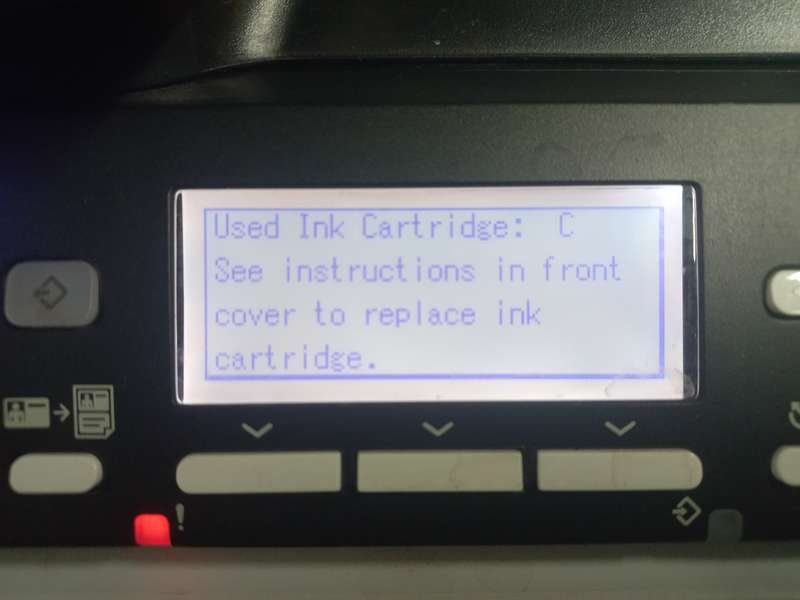 Used Ink Cartridge: C
See instructions in front
cover to replace ink
cartridge.
!